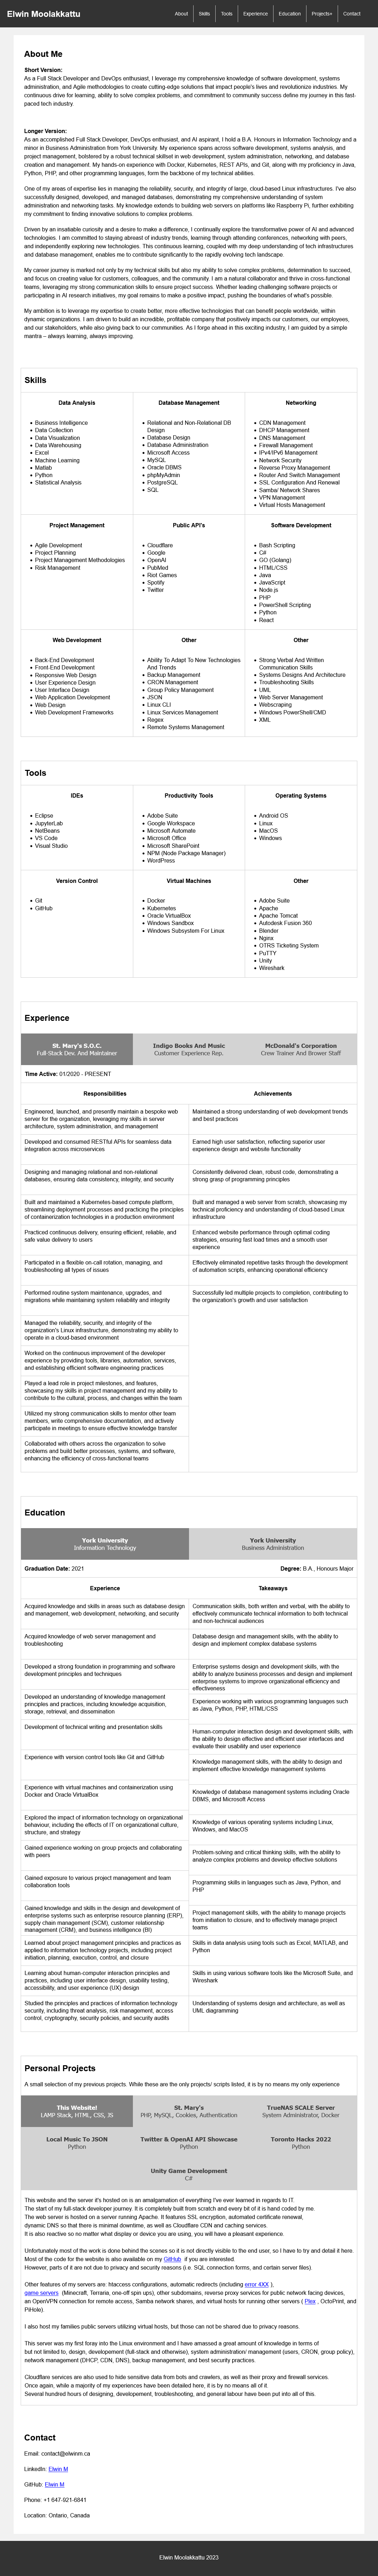 Elwin Moolakkattu
About
Skills
Tools
Experience
Education
Projects+
Contact
About Me
Short Version:
As a Full Stack Developer and DevOps enthusiast, I leverage my comprehensive knowledge of software development, systems
administration, and Agile methodologies to create cutting-edge solutions that impact people's lives and revolutionize industries. My
continuous drive for learning, ability to solve complex problems, and commitment to community success define my journey in this fast-
paced tech industry.
Longer Version:
As an accomplished Full Stack Developer, DevOps enthusiast, and AI aspirant, I hold a B.A. Honours in Information Technology and a
minor in Business Administration from York University. My experience spans across software development, systems analysis, and
project management, bolstered by a robust technical skillset in web development, system administration, networking, and database
creation and management. My hands-on experience with Docker, Kubernetes, REST APIs, and Git, along with my proficiency in Java,
Python, PHP, and other programming languages, form the backbone of my technical abilities.
One of my areas of expertise lies in managing the reliability, security, and integrity of large, cloud-based Linux infrastructures. I've also
successfully designed, developed, and managed databases, demonstrating my comprehensive understanding of system
administration and networking tasks. My knowledge extends to building web servers on platforms like Raspberry Pi, further exhibiting
my commitment to finding innovative solutions to complex problems.
Driven by an insatiable curiosity and a desire to make a difference, I continually explore the transformative power of AI and advanced
technologies. I am committed to staying abreast of industry trends, learning through attending conferences, networking with peers,
and independently exploring new technologies. This continuous learning, coupled with my deep understanding of tech infrastructures
and database management, enables me to contribute significantly to the rapidly evolving tech landscape.
My career journey is marked not only by my technical skills but also my ability to solve complex problems, determination to succeed,
and focus on creating value for customers, colleagues, and the community. I am able to collaborate and thrive in cross-functional
teams, leveraging my strong communication skills to ensure project success. Whether leading challenging software projects or
participating in AI research initiatives, my goal remains to make a positive impact, pushing the boundaries of what's possible.
My ambition is to leverage my expertise to create better, more effective technologies that can benefit people worldwide, within
dynamic organizations. I am driven to build an incredible, profitable company that positively impacts our customers, our employees,
and our stakeholders, while also giving back to our communities. As I forge ahead in this exciting industry, I am guided by a simple
mantra – always learning, always improving.
Skills
Data Analysis
Business Intelligence
Data Collection
Data Visualization
Data Warehousing
Excel
Machine Learning
Matlab
Python
Statistical Analysis
Database Management
Relational and Non-Relational DB
Design
Database Design
Database Administration
Microsoft Access
MySQL
Oracle DBMS
phpMyAdmin
PostgreSQL
SQL
Networking
CDN Management
DHCP Management
DNS Management
Firewall Management
IPv4/IPv6 Management
Network Security
Reverse Proxy Management
Router And Switch Management
SSL Configuration And Renewal
Samba/ Network Shares
VPN Management
Virtual Hosts Management
Project Management
Agile Development
Project Planning
Project Management Methodologies
Risk Management
Public API's
Cloudflare
Google
OpenAI
PubMed
Riot Games
Spotify
Twitter
Software Development
Bash Scripting
C#
GO (Golang)
HTML/CSS
Java
JavaScript
Node.js
PHP
PowerShell Scripting
Python
React
Web Development
Back-End Development
Front-End Development
Responsive Web Design
User Experience Design
User Interface Design
Web Application Development
Web Design
Web Development Frameworks
Other
Ability To Adapt To New Technologies
And Trends
Backup Management
CRON Management
Group Policy Management
JSON
Linux CLI
Linux Services Management
Regex
Remote Systems Management
Other
Strong Verbal And Written
Communication Skills
Systems Designs And Architecture
Troubleshooting Skills
UML
Web Server Management
Webscraping
Windows PowerShell/CMD
XML
Tools
IDEs
Eclipse
JupyterLab
NetBeans
VS Code
Visual Studio
Productivity Tools
Adobe Suite
Google Workspace
Microsoft Automate
Microsoft Office
Microsoft SharePoint
NPM (Node Package Manager)
WordPress
Operating Systems
Android OS
Linux
MacOS
Windows
Version Control
Git
GitHub
Virtual Machines
Docker
Kubernetes
Oracle VirtualBox
Windows Sandbox
Windows Subsystem For Linux
Other
Adobe Suite
Apache
Apache Tomcat
Autodesk Fusion 360
Blender
Nginx
OTRS Ticketing System
PuTTY
Unity
Wireshark
Experience
St. Mary's S.O.C.
Full-Stack Dev. And Maintainer
Indigo Books And Music
Customer Experience Rep.
McDonald's Corporation
Crew Trainer And Brower Staff
Time Active: 01/2020 - PRESENT
Responsibilities
Engineered, launched, and presently maintain a bespoke web
server for the organization, leveraging my skills in server
architecture, system administration, and management
Developed and consumed RESTful APIs for seamless data
integration across microservices
Designing and managing relational and non-relational
databases, ensuring data consistency, integrity, and security
Built and maintained a Kubernetes-based compute platform,
streamlining deployment processes and practicing the principles
of containerization technologies in a production environment
Practiced continuous delivery, ensuring efficient, reliable, and
safe value delivery to users
Participated in a flexible on-call rotation, managing, and
troubleshooting all types of issues
Performed routine system maintenance, upgrades, and
migrations while maintaining system reliability and integrity
Managed the reliability, security, and integrity of the
organization's Linux infrastructure, demonstrating my ability to
operate in a cloud-based environment
Worked on the continuous improvement of the developer
experience by providing tools, libraries, automation, services,
and establishing efficient software engineering practices
Played a lead role in project milestones, and features,
showcasing my skills in project management and my ability to
contribute to the cultural, process, and changes within the team
Utilized my strong communication skills to mentor other team
members, write comprehensive documentation, and actively
participate in meetings to ensure effective knowledge transfer
Collaborated with others across the organization to solve
problems and build better processes, systems, and software,
enhancing the efficiency of cross-functional teams
Achievements
Maintained a strong understanding of web development trends
and best practices
Earned high user satisfaction, reflecting superior user
experience design and website functionality
Consistently delivered clean, robust code, demonstrating a
strong grasp of programming principles
Built and managed a web server from scratch, showcasing my
technical proficiency and understanding of cloud-based Linux
infrastructure
Enhanced website performance through optimal coding
strategies, ensuring fast load times and a smooth user
experience
Effectively eliminated repetitive tasks through the development
of automation scripts, enhancing operational efficiency
Successfully led multiple projects to completion, contributing to
the organization's growth and user satisfaction
Education
York University
Information Technology
York University
Business Administration
Graduation Date: 2021
Degree: B.A., Honours Major
Experience
Acquired knowledge and skills in areas such as database design
and management, web development, networking, and security
Acquired knowledge of web server management and
troubleshooting
Developed a strong foundation in programming and software
development principles and techniques
Developed an understanding of knowledge management
principles and practices, including knowledge acquisition,
storage, retrieval, and dissemination
Development of technical writing and presentation skills
Experience with version control tools like Git and GitHub
Experience with virtual machines and containerization using
Docker and Oracle VirtualBox
Explored the impact of information technology on organizational
behaviour, including the effects of IT on organizational culture,
structure, and strategy
Gained experience working on group projects and collaborating
with peers
Gained exposure to various project management and team
collaboration tools
Gained knowledge and skills in the design and development of
enterprise systems such as enterprise resource planning (ERP),
supply chain management (SCM), customer relationship
management (CRM), and business intelligence (BI)
Learned about project management principles and practices as
applied to information technology projects, including project
initiation, planning, execution, control, and closure
Learning about human-computer interaction principles and
practices, including user interface design, usability testing,
accessibility, and user experience (UX) design
Studied the principles and practices of information technology
security, including threat analysis, risk management, access
control, cryptography, security policies, and security audits
Takeaways
Communication skills, both written and verbal, with the ability to
effectively communicate technical information to both technical
and non-technical audiences
Database design and management skills, with the ability to
design and implement complex database systems
Enterprise systems design and development skills, with the
ability to analyze business processes and design and implement
enterprise systems to improve organizational efficiency and
effectiveness
Experience working with various programming languages such
as Java, Python, PHP, HTML/CSS
Human-computer interaction design and development skills, with
the ability to design effective and efficient user interfaces and
evaluate their usability and user experience
Knowledge management skills, with the ability to design and
implement effective knowledge management systems
Knowledge of database management systems including Oracle
DBMS, and Microsoft Access
Knowledge of various operating systems including Linux,
Windows, and MacOS
Problem-solving and critical thinking skills, with the ability to
analyze complex problems and develop effective solutions
Programming skills in languages such as Java, Python, and
PHP
Project management skills, with the ability to manage projects
from initiation to closure, and to effectively manage project
teams
Skills in data analysis using tools such as Excel, MATLAB, and
Python
Skills in using various software tools like the Microsoft Suite, and
Wireshark
Understanding of systems design and architecture, as well as
UML diagramming
Personal Projects
A small selection of my previous projects. While these are the only projects/ scripts listed, it is by no means my only experience
This Website!
LAMP Stack, HTML, CSS, JS
St. Mary's
PHP, MySQL, Cookies, Authentication
TrueNAS SCALE Server
System Administrator, Docker
Local Music To JSON
Python
Twitter & OpenAI API Showcase
Python
Toronto Hacks 2022
Python
Unity Game Development
C#
This website and the server it's hosted on is an amalgamation of everything I've ever learned in regards to IT.
The start of my full-stack developer journey. It is completely built from scratch and every bit of it is hand coded by me.
The web server is hosted on a server running Apache. It features SSL encryption, automated certificate renewal,
dynamic DNS so that there is minimal downtime, as well as Cloudflare CDN and caching services.
It is also reactive so no matter what display or device you are using, you will have a pleasant experience.
Unfortunately most of the work is done behind the scenes so it is not directly visible to the end user; so I have to try and detail it here.
Most of the code for the website is also available on my GitHub if you are interested.
However, parts of it are not due to privacy and security reasons (i.e. SQL connection forms, and certain server files).
Other features of my servers are: htaccess configurations, automatic redirects (including error 4XX ),
game servers (Minecraft, Terraria, one-off spin ups), other subdomains, reverse proxy services for public network facing devices,
an OpenVPN connection for remote access, Samba network shares, and virtual hosts for running other servers ( Plex , OctoPrint, and
PiHole).
I also host my families public servers utilizing virtual hosts, but those can not be shared due to privacy reasons.
This server was my first foray into the Linux environment and I have amassed a great amount of knowledge in terms of
but not limited to, design, development (full-stack and otherwise), system administration/ management (users, CRON, group policy),
network management (DHCP, CDN, DNS), backup management, and best security practices.
Cloudflare services are also used to hide sensitive data from bots and crawlers, as well as their proxy and firewall services.
Once again, while a majority of my experiences have been detailed here, it is by no means all of it.
Several hundred hours of designing, development, troubleshooting, and general labour have been put into all of this.
Contact
Email: contact@elwinm.ca
LinkedIn: Elwin M
GitHub: Elwin M
Phone: +1 647-921-6841
Location: Ontario, Canada
Elwin Moolakkattu 2023